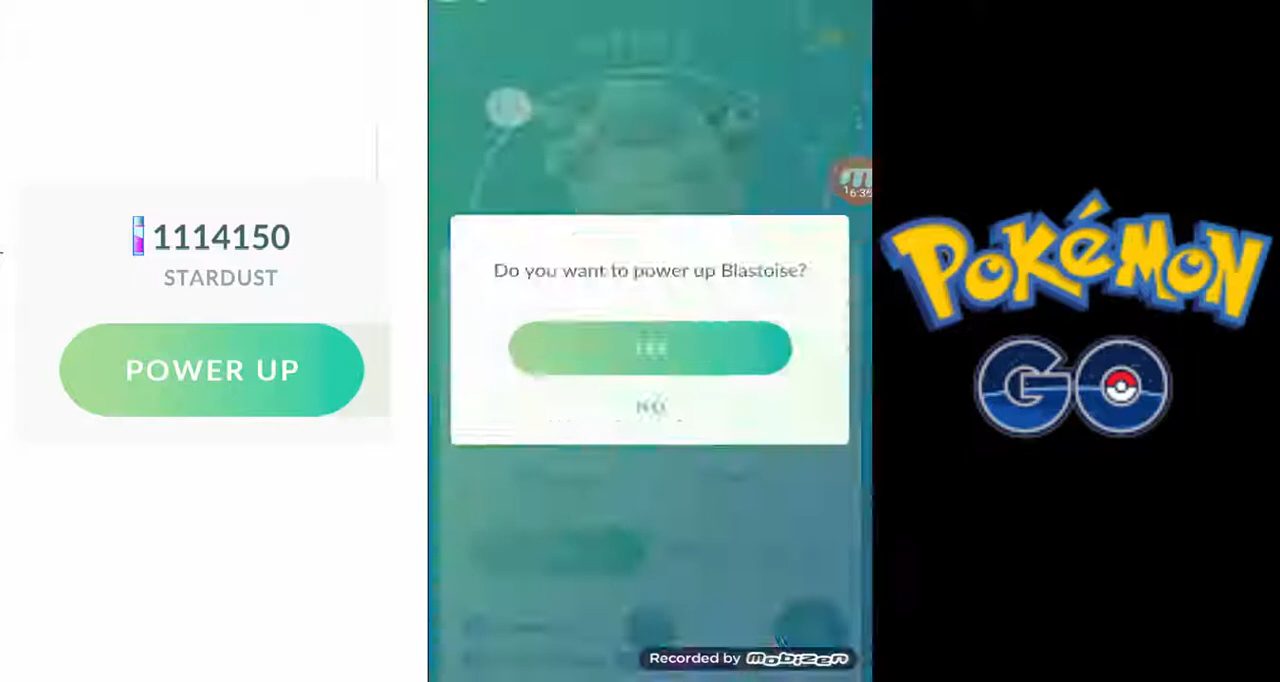 1114150
STARDUST
POWER UP
Do you want to power up Blastoise?
NO
Recorded by mobizen
POKÉMON
GO